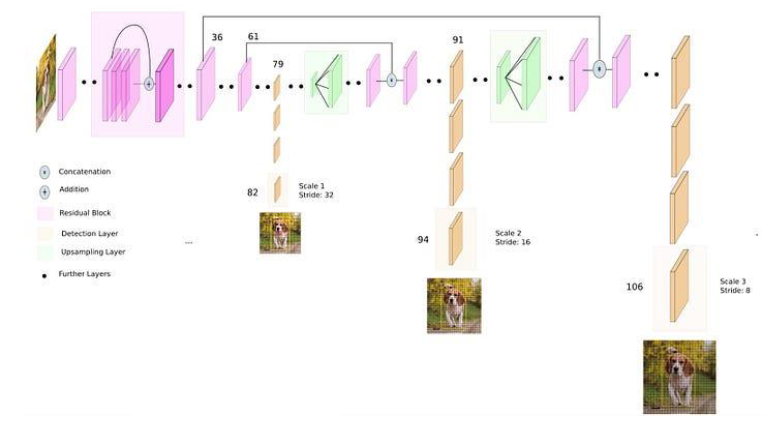 36
61
79
91
Concatenation
Addition
Residual Block
Detection Layer
Upsampling Layer
Further Layers
...
82
Scale 1
Stride: 32
94
Scale 2
Stride: 16
106
Scale 3
Stride: 8
.